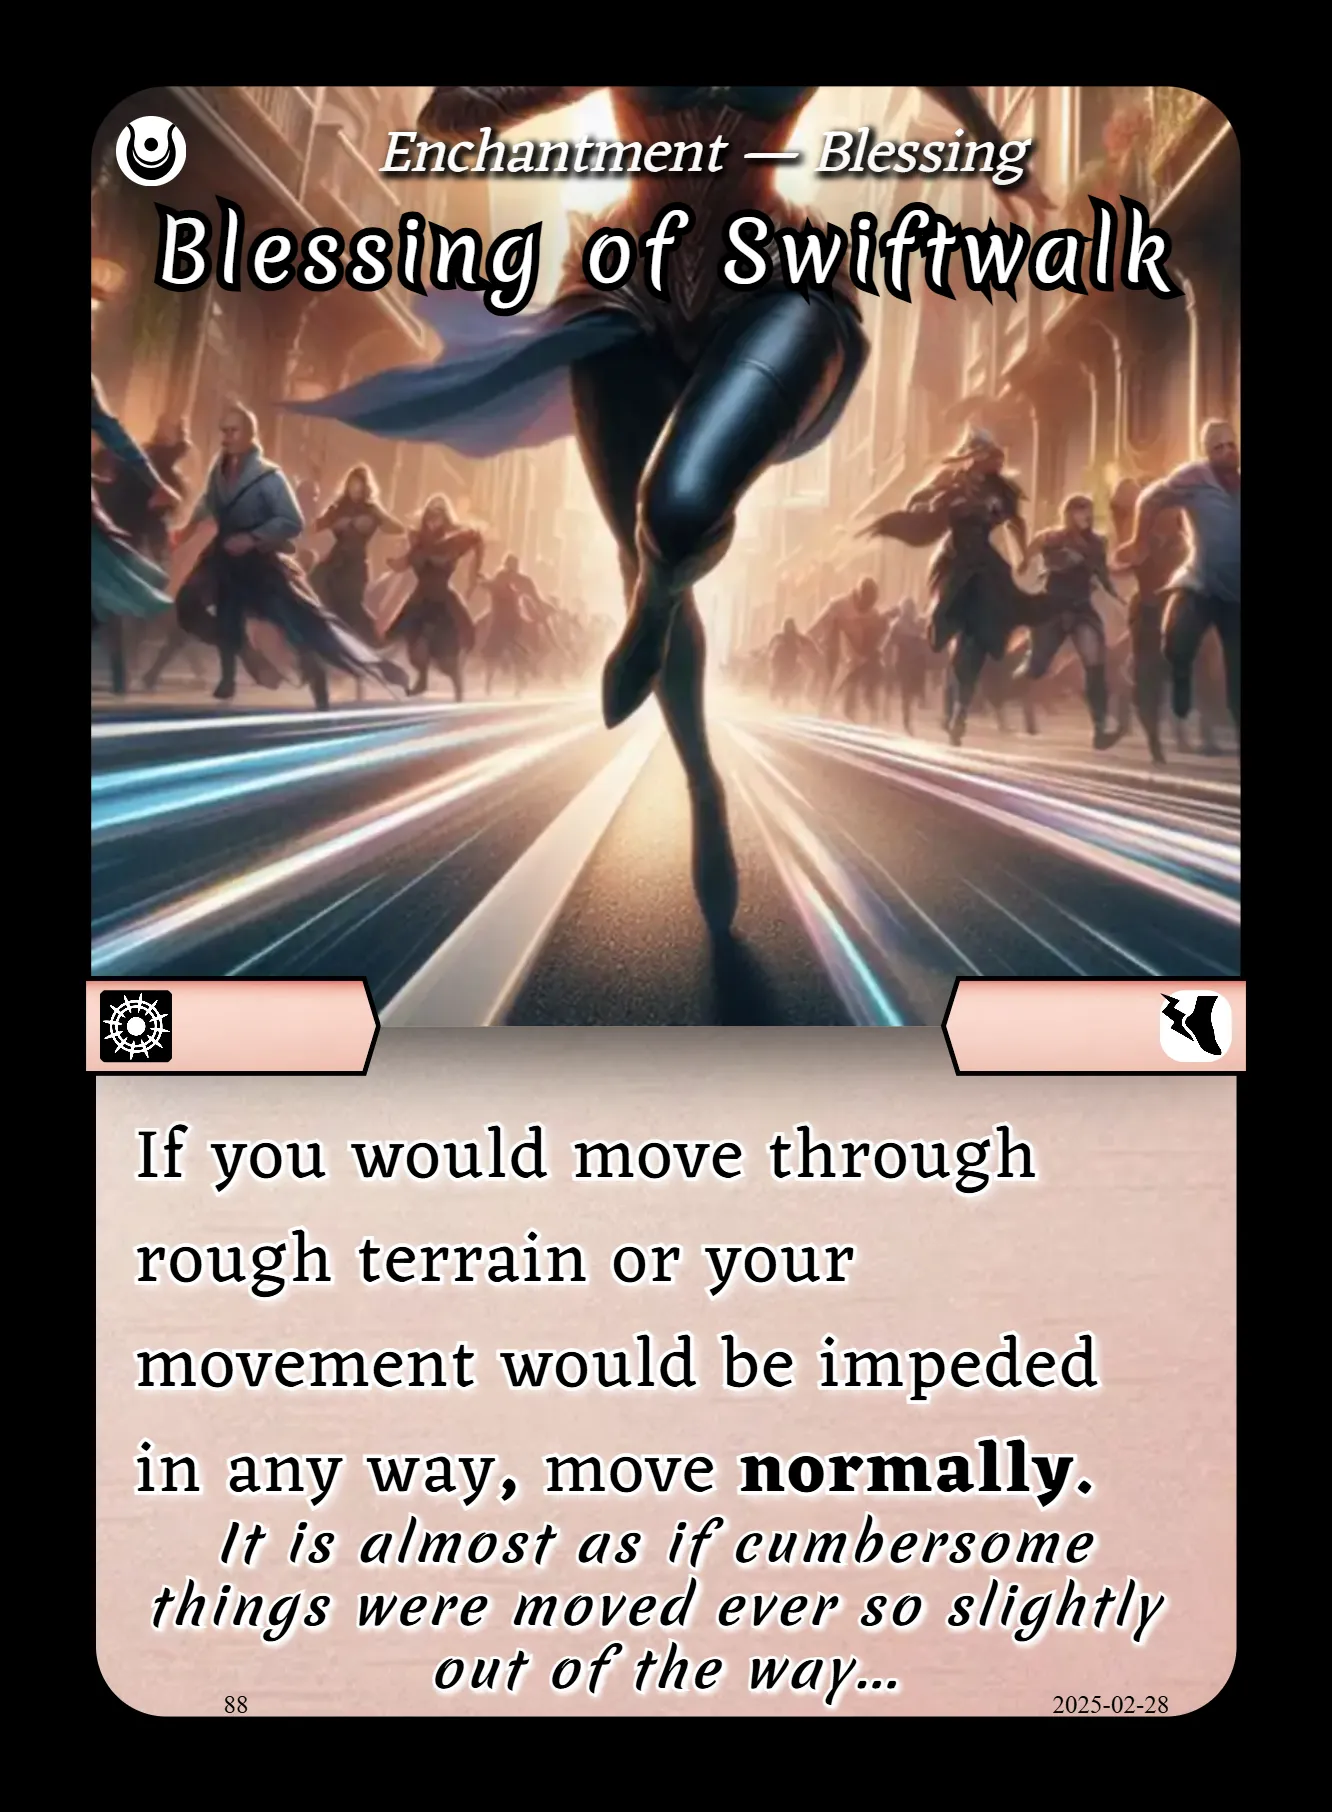 Enchantment — Blessing
Blessing of Swiftwalk
If you would move through
rough terrain or your
movement would be impeded
in any way, move normally.
It is almost as if cumbersome
things were moved ever so slightly
out of the way...
88
2025-02-28